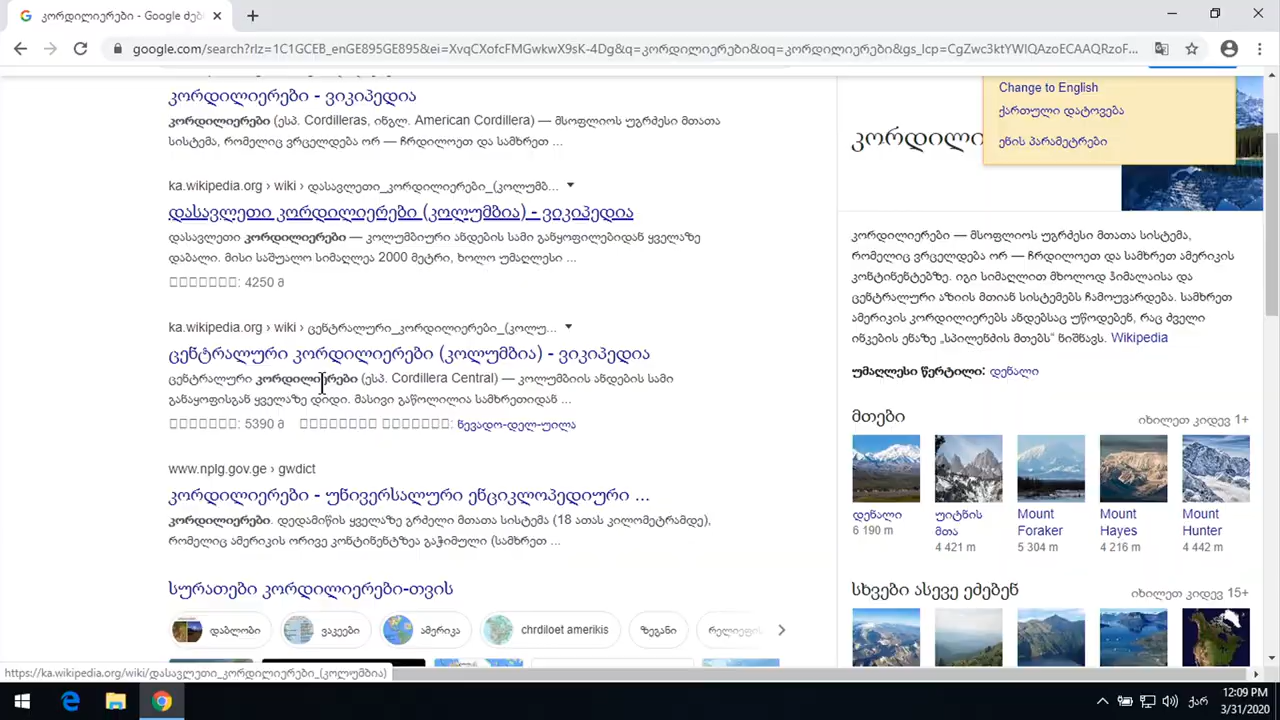 კორდილიერები - Google ძებ
google.com/search?rlz=1C1GCEB_enGE895GE895&ei=XvqCXofcFMGwkwX9sK-4Dg&q=კორდილიერები&oq=კორდილიერები&gs_lcp=CgZwc3ktYWIQAzoECAAQRzoF...
კორდილიერები - ვიკიპედია
კორდილიერები (ესპ. Cordilleras, ინგლ. American Cordillera) — მსოფლიოს უგრძესი მთათა
სისტემა, რომელიც ვრცელდება ორ — ჩრდილოეთ და სამხრეთ ...
ka.wikipedia.org › wiki › დასავლეთი_კორდილიერები_(კოლუმბ...
დასავლეთი კორდილიერები (კოლუმბია) - ვიკიპედია
დასავლეთი კორდილიერები — კოლუმბიური ანდების სამი განყოფილებიდან ყველაზე
დაბალი. მისი საშუალო სიმაღლეა 2000 მეტრი, ხოლო უმაღლესი ...
: 4250 მ
ka.wikipedia.org › wiki › ცენტრალური_კორდილიერები_(კოლუ...
ცენტრალური კორდილიერები (კოლუმბია) - ვიკიპედია
ცენტრალური კორდილიერები (ესპ. Cordillera Central) — კოლუმბიის ანდების სამი
განაყოფისგან ყველაზე დიდი. მასივი გაწოლილია სამხრეთიდან ...
: 5390 მ : ნევადო-დელ-უილა
www.nplg.gov.ge › gwdict
კორდილიერები - უნივერსალური ენციკლოპედიური ...
კორდილიერები. დედამიწის ყველაზე გრძელი მთათა სისტემა (18 ათას კილომეტრამდე),
რომელიც ამერიკის ორივე კონტინენტზეა გაჭიმული (სამხრეთ ...
სურათები კორდილიერები-თვის
დაბლობი
ვაკეები
ამერიკა
chrdiloet amerikis
ზეგანი
რელიეფის
Change to English
ქართული დატოვება
ენის პარამეტრები
კორდილი
კორდილიერები — მსოფლიოს უგრძესი მთათა სისტემა,
რომელიც ვრცელდება ორ — ჩრდილოეთ და სამხრეთ ამერიკის
კონტინენტებზე. იგი სიმაღლით მხოლოდ ჰიმალაისა და
ცენტრალური აზიის მთიან სისტემებს ჩამოუვარდება. სამხრეთ
ამერიკის კორდილიერებს ანდებსაც უწოდებენ, რაც ძველი
ინკების ენაზე „სპილენძის მთებს“ ნიშნავს. Wikipedia
უმაღლესი წერტილი: დენალი
მთები
იხილეთ კიდევ 1+
დენალი
6 190 m
უიტნის
მთა
4 421 m
Mount
Foraker
5 304 m
Mount
Hayes
4 216 m
Mount
Hunter
4 442 m
სხვები ასევე ეძებენ
იხილეთ კიდევ 15+
https://ka.wikipedia.org/wiki/დასავლეთი_კორდილიერები_(კოლუმბია)
ქარ
12:09 PM
3/31/2020